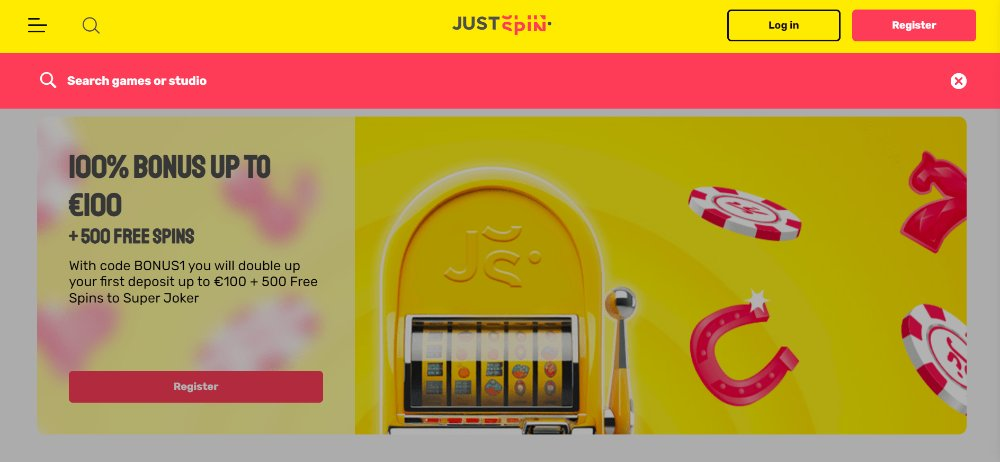 JUST SPIN
Log in
Register
Search games or studio
100% BONUS UP TO
€100
+ 500 FREE SPINS
With code BONUS1 you will double up
your first deposit up to €100 + 500 Free
Spins to Super Joker
Register
JS